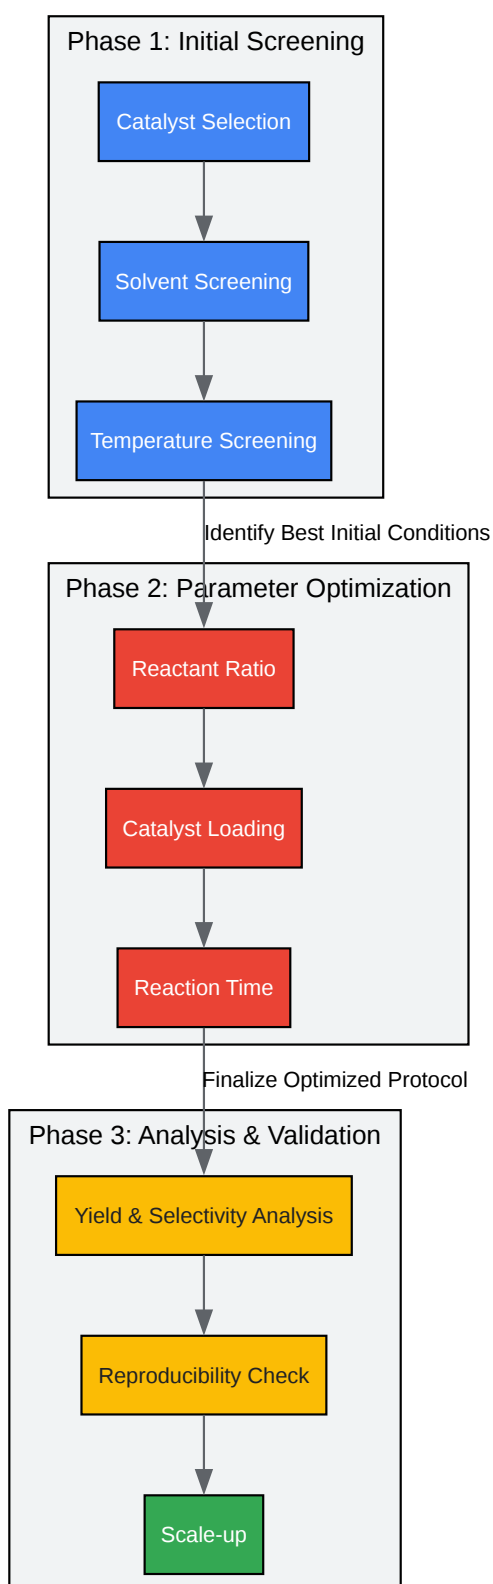 Phase 1: Initial Screening
Catalyst Selection
Solvent Screening
Temperature Screening
Identify Best Initial Conditions
Phase 2: Parameter Optimization
Reactant Ratio
Catalyst Loading
Reaction Time
Finalize Optimized Protocol
Phase 3: Analysis & Validation
Yield & Selectivity Analysis
Reproducibility Check
Scale-up